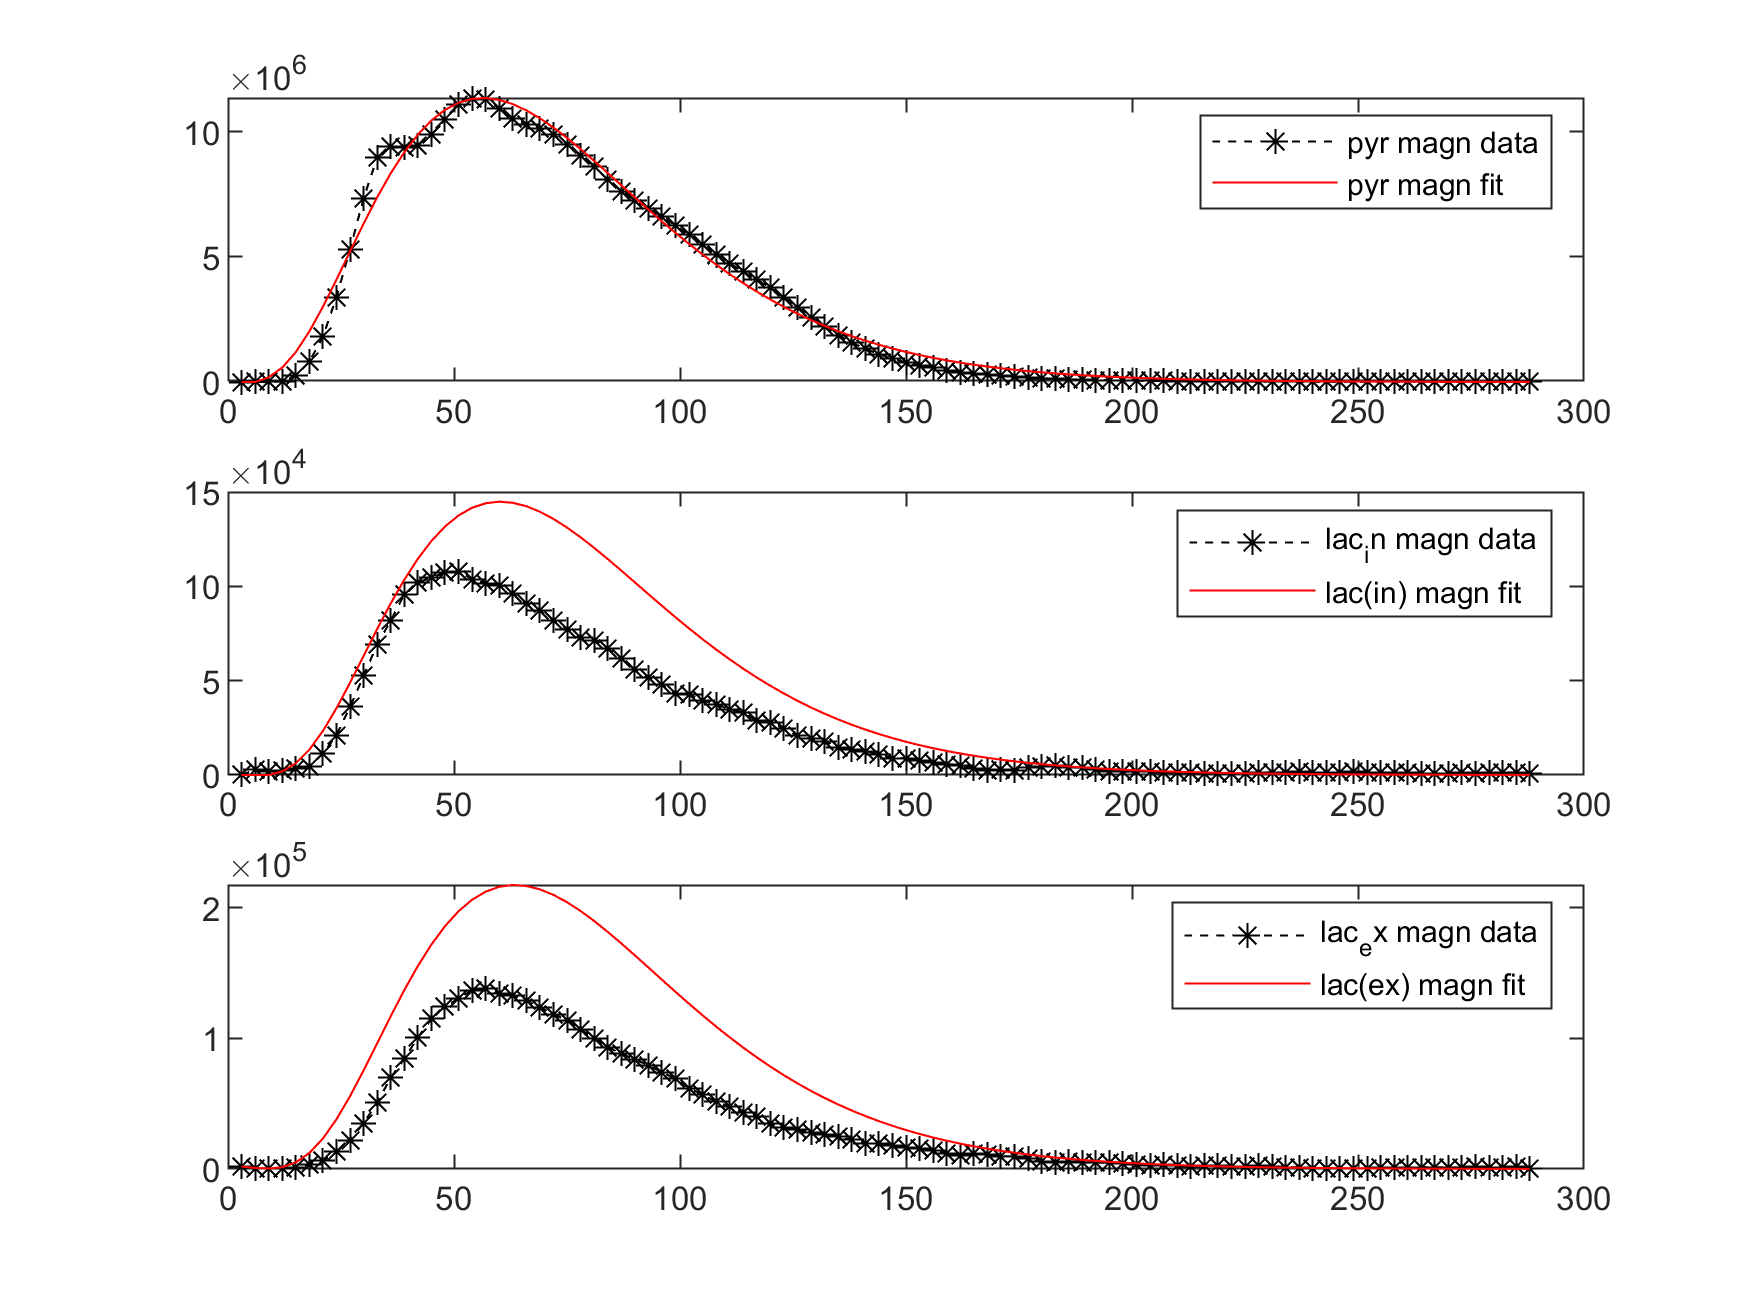 ×10^6
10
5
0
0 50 100 150 200 250 300
pyr magn data
pyr magn fit
×10^4
15
10
5
0
0 50 100 150 200 250 300
lac_in magn data
lac(in) magn fit
×10^5
2
1
0
0 50 100 150 200 250 300
lac_ex magn data
lac(ex) magn fit